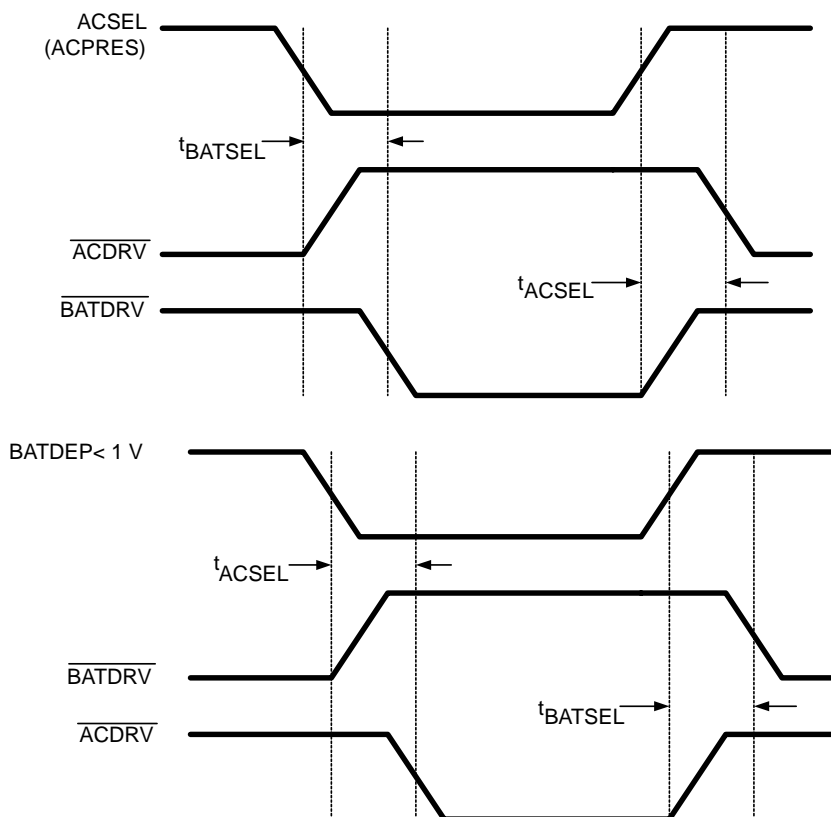 ACSEL
(ACPRES)
tBATSEL
ACDRV
tACSEL
BATDRV
BATDEP< 1 V
tACSEL
BATDRV
tBATSEL
ACDRV